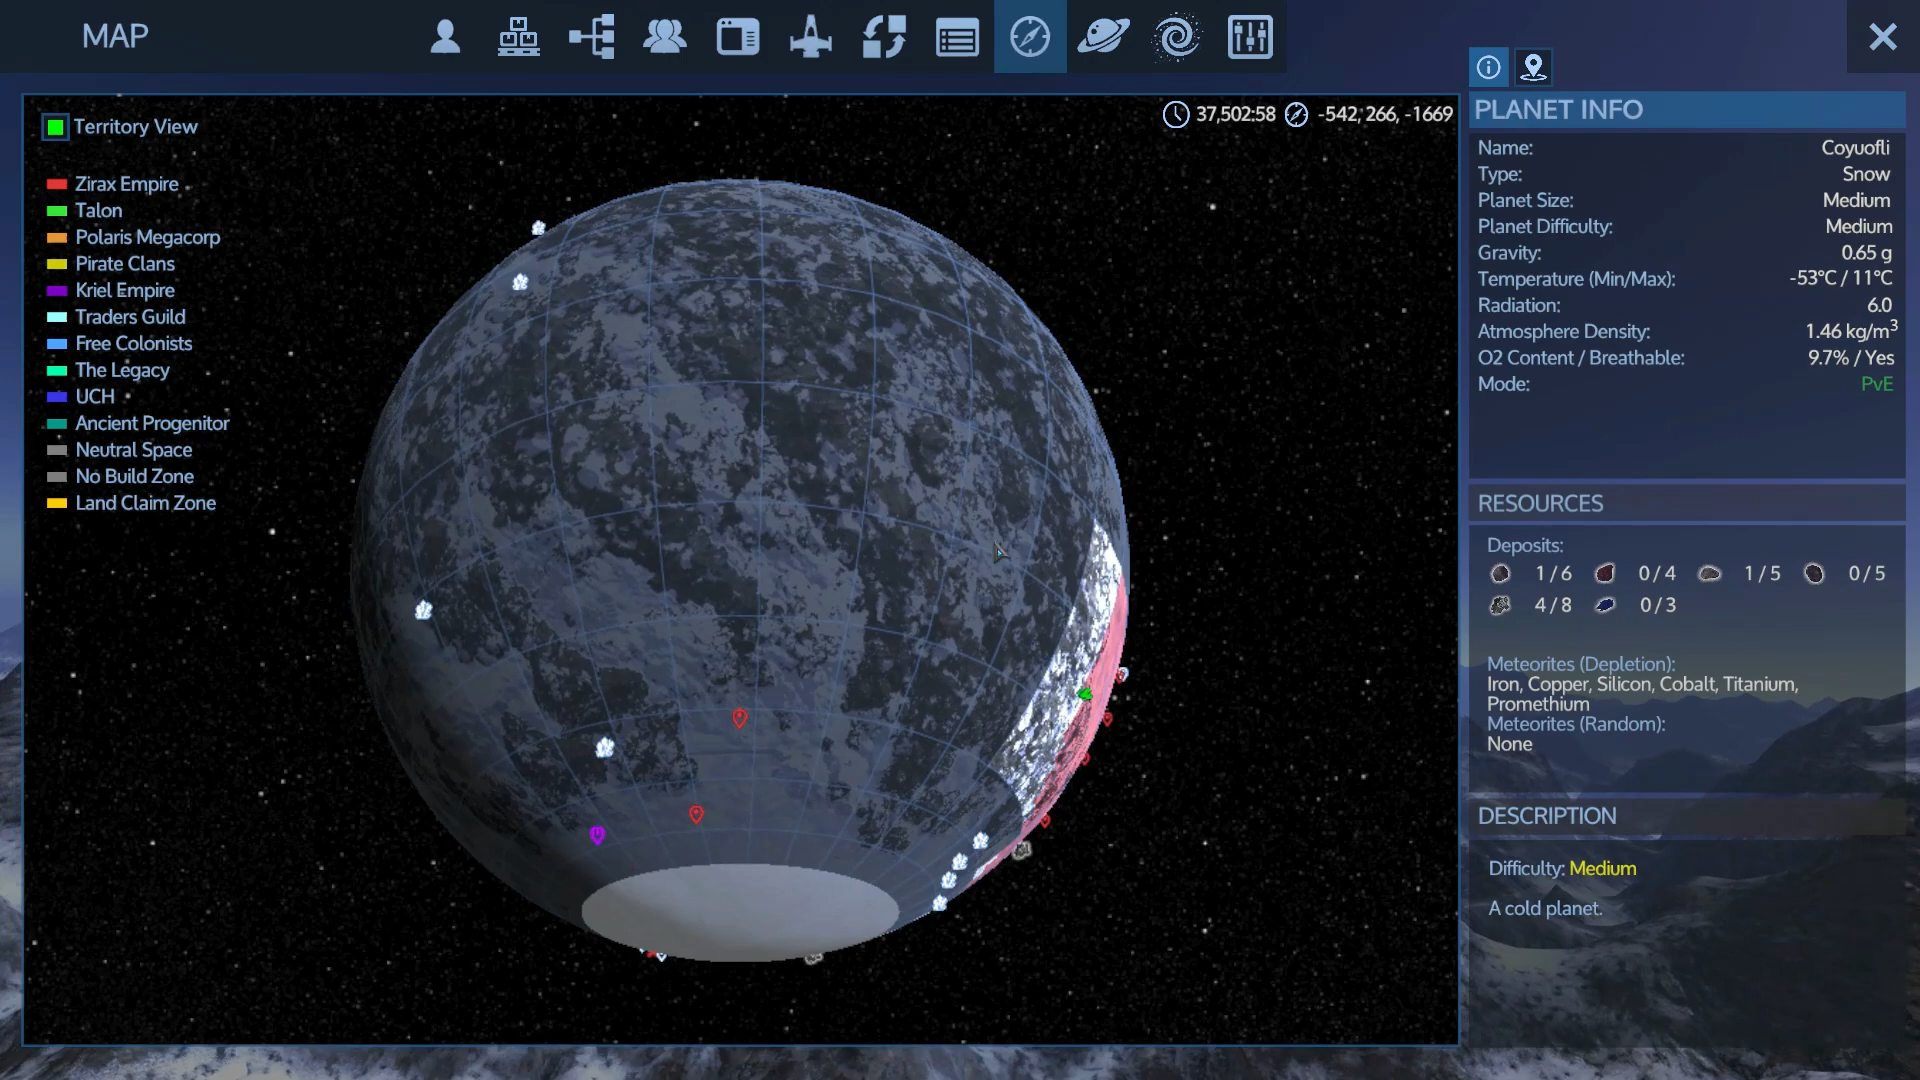 MAP
Territory View
37,502:58
-542, 266, -1669
Zirax Empire
Talon
Polaris Megacorp
Pirate Clans
Kriel Empire
Traders Guild
Free Colonists
The Legacy
UCH
Ancient Progenitor
Neutral Space
No Build Zone
Land Claim Zone
PLANET INFO
Name: Coyuofli
Type: Snow
Planet Size: Medium
Planet Difficulty: Medium
Gravity: 0.65 g
Temperature (Min/Max): -53°C / 11°C
Radiation: 6.0
Atmosphere Density: 1.46 kg/m³
O2 Content / Breathable: 9.7% / Yes
Mode: PvE
RESOURCES
Deposits:
1 / 6 0 / 4 1 / 5 0 / 5
4 / 8 0 / 3
Meteorites (Depletion):
Iron, Copper, Silicon, Cobalt, Titanium,
Promethium
Meteorites (Random):
None
DESCRIPTION
Difficulty: Medium
A cold planet.